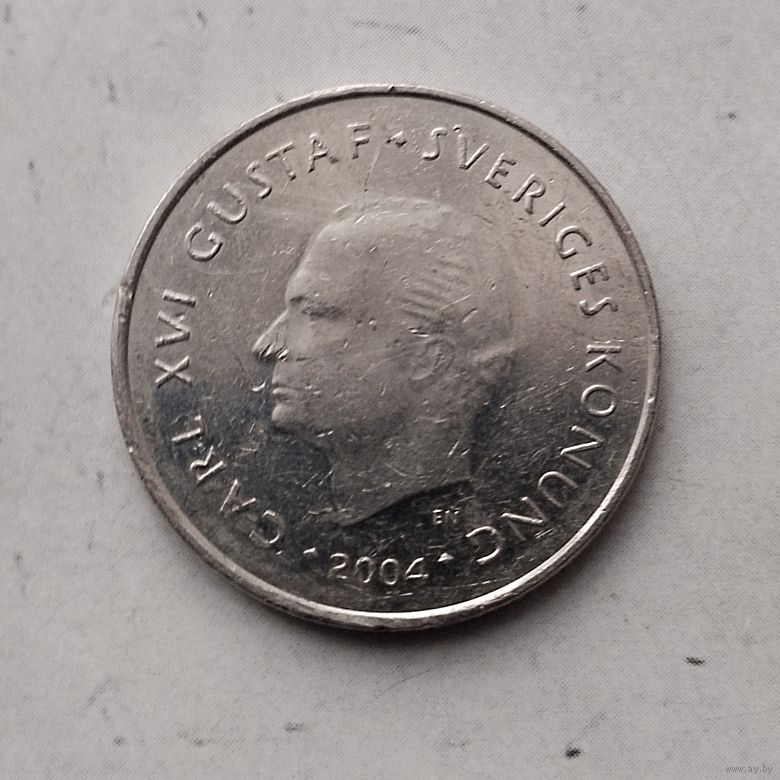 CARL XVI GUSTAF · SVERIGES KONUNG
EN
· 2004 ·
www.ay.by